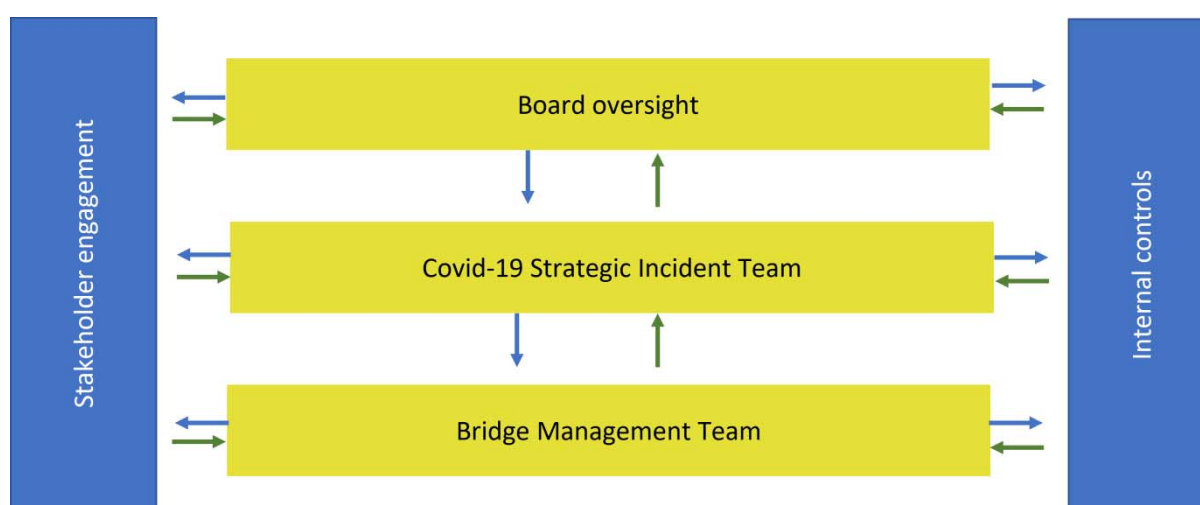 Stakeholder engagement
Board oversight
Covid-19 Strategic Incident Team
Bridge Management Team
Internal controls